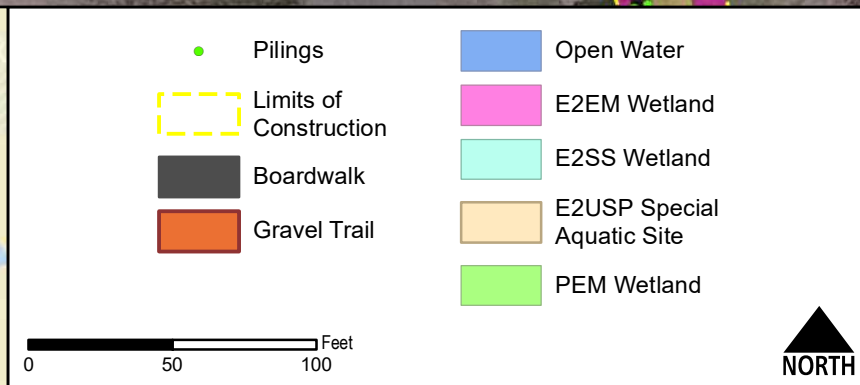 Pilings
Limits of
Construction
Boardwalk
Gravel Trail
Open Water
E2EM Wetland
E2SS Wetland
E2USP Special
Aquatic Site
PEM Wetland
Feet
0 50 100
NORTH